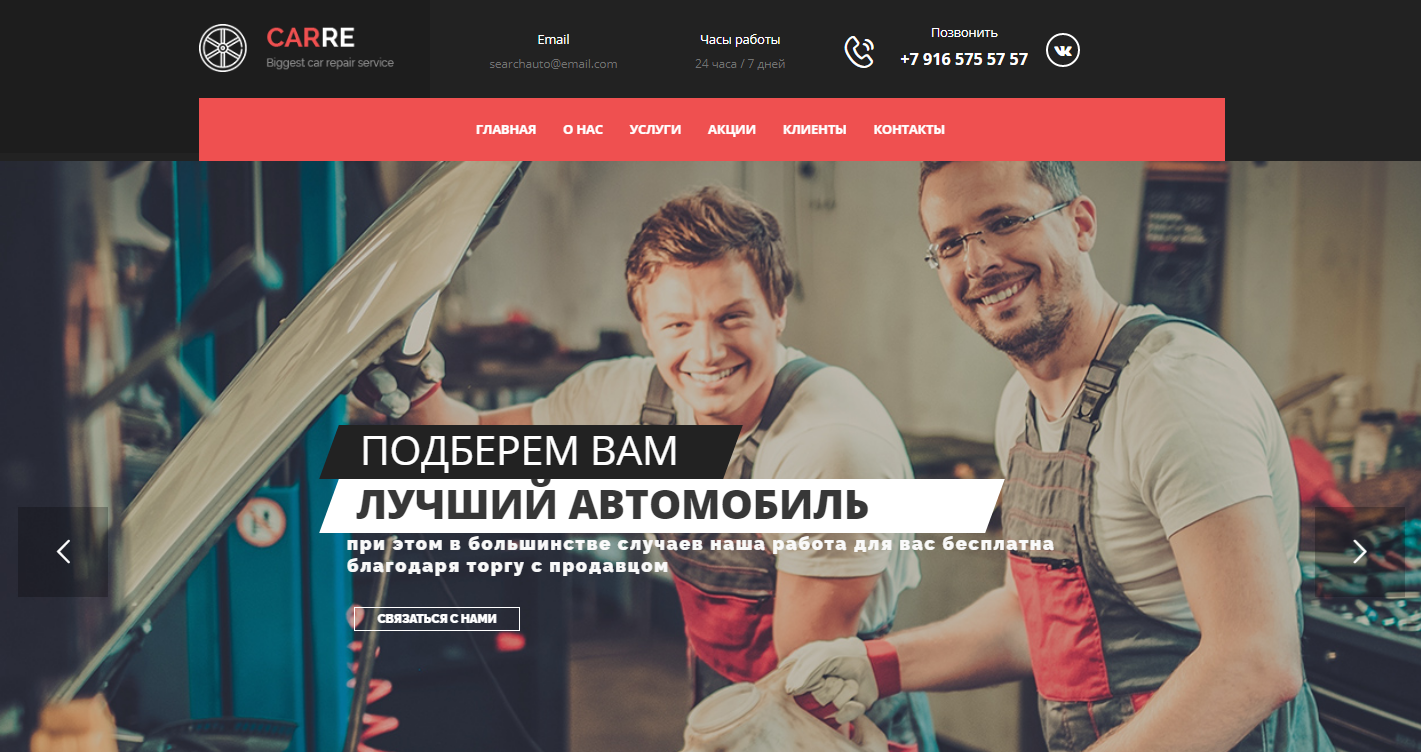 CARRE
Biggest car repair service
Email
searchauto@email.com
Часы работы
24 часа / 7 дней
Позвонить
+7 916 575 57 57
ГЛАВНАЯ О НАС УСЛУГИ АКЦИИ КЛИЕНТЫ КОНТАКТЫ
ПОДБЕРЕМ ВАМ
ЛУЧШИЙ АВТОМОБИЛЬ
при этом в большинстве случаев наша работа для вас бесплатна
благодаря торгу с продавцом
СВЯЗАТЬСЯ С НАМИ